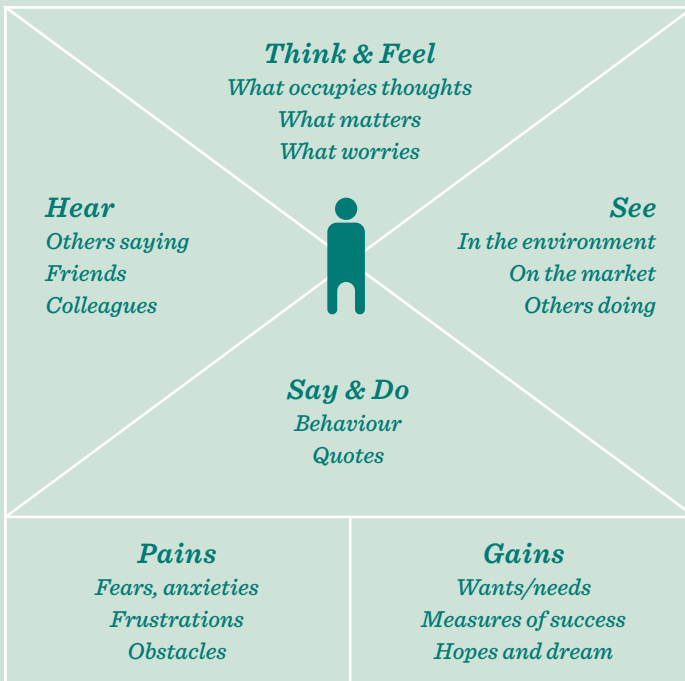 Think & Feel
What occupies thoughts
What matters
What worries
Hear
Others saying
Friends
Colleagues
See
In the environment
On the market
Others doing
Say & Do
Behaviour
Quotes
Pains
Fears, anxieties
Frustrations
Obstacles
Gains
Wants/needs
Measures of success
Hopes and dream